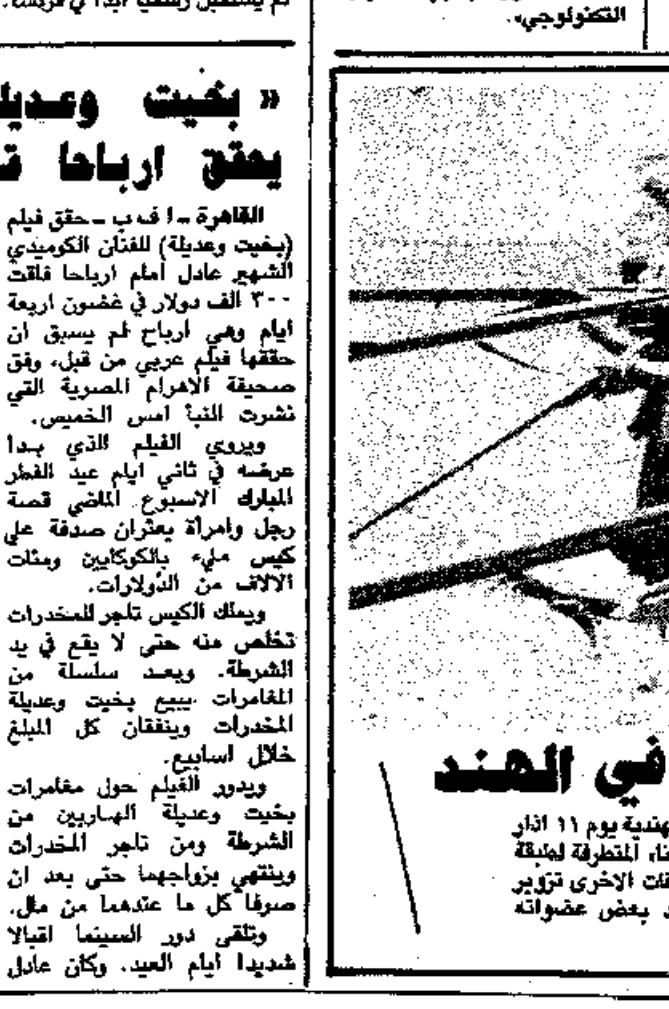 التكنولوجي».
« بخيت وعديلة
يحقق ارباحا
القاهرة - ا ف ب - حقق فيلم
(بخيت وعديلة) للفنان الكوميدي
الشهير عادل امام ارباحا فاقت
٣٠٠ الف دولار في غضون اربعة
ايام وهي ارباح لم يسبق ان
حققها فيلم عربي من قبل، وفق
صحيفة الاهرام المصرية التي
نشرت النبأ امس الخميس.
ويروي الفيلم الذي بدا
عرضه في ثاني ايام عيد الفطر
المبارك الاسبوع الماضي قصة
رجل وامرأة يعثران صدفة على
كيس مليء بالكوكايين ومئات
الالاف من الدولارات.
ويملك الكيس تاجر للمخدرات
تخلص منه حتى لا يقع في يد
الشرطة. وبعد سلسلة من
المغامرات يبيع بخيت وعديلة
المخدرات وينفقان كل المبلغ
خلال اسابيع.
ويدور الفيلم حول مغامرات
بخيت وعديلة الهاربين من
الشرطة ومن تاجر المخدرات
وينتهي بزواجهما حتى بعد ان
صرفا كل ما عندهما من مال.
وتلقى دور السينما اقبالا
شديدا ايام العيد. وكان عادل
في الهند
هندية يوم ١١ اذار
المتطرفة لطبقة
الاخرى تزوير
بعض عضواته